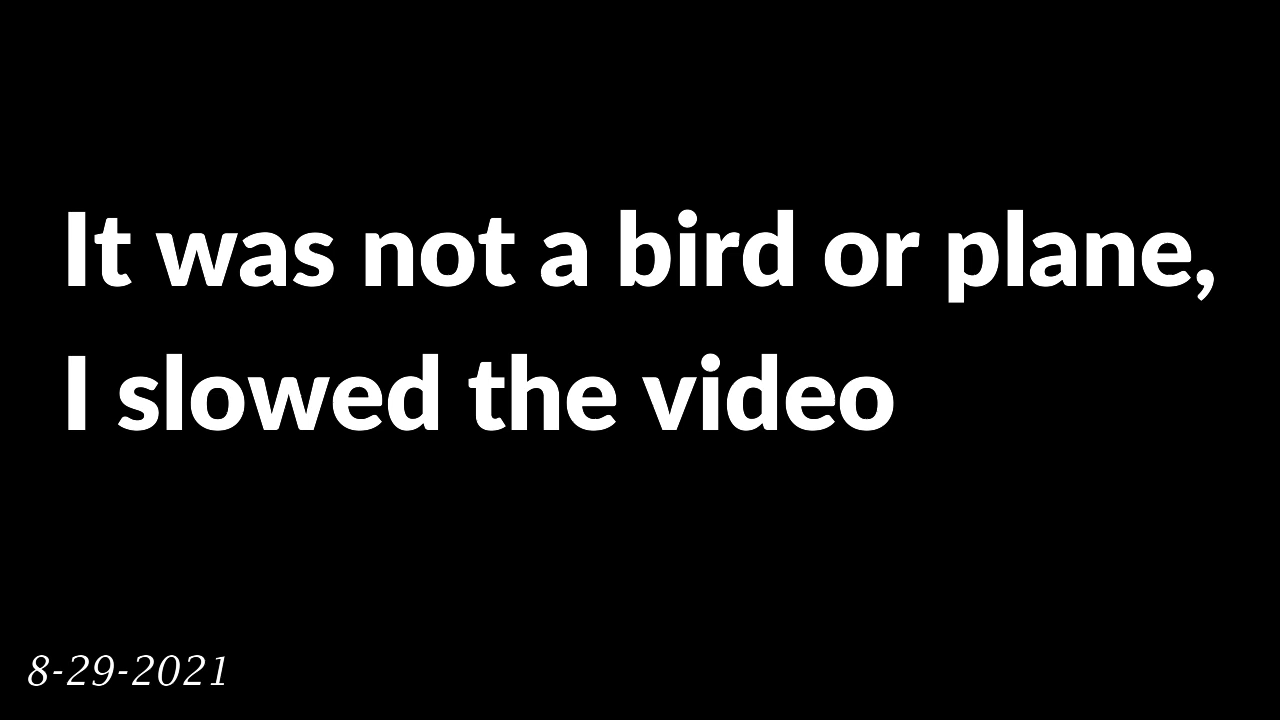 It was not a bird or plane,
I slowed the video
8-29-2021